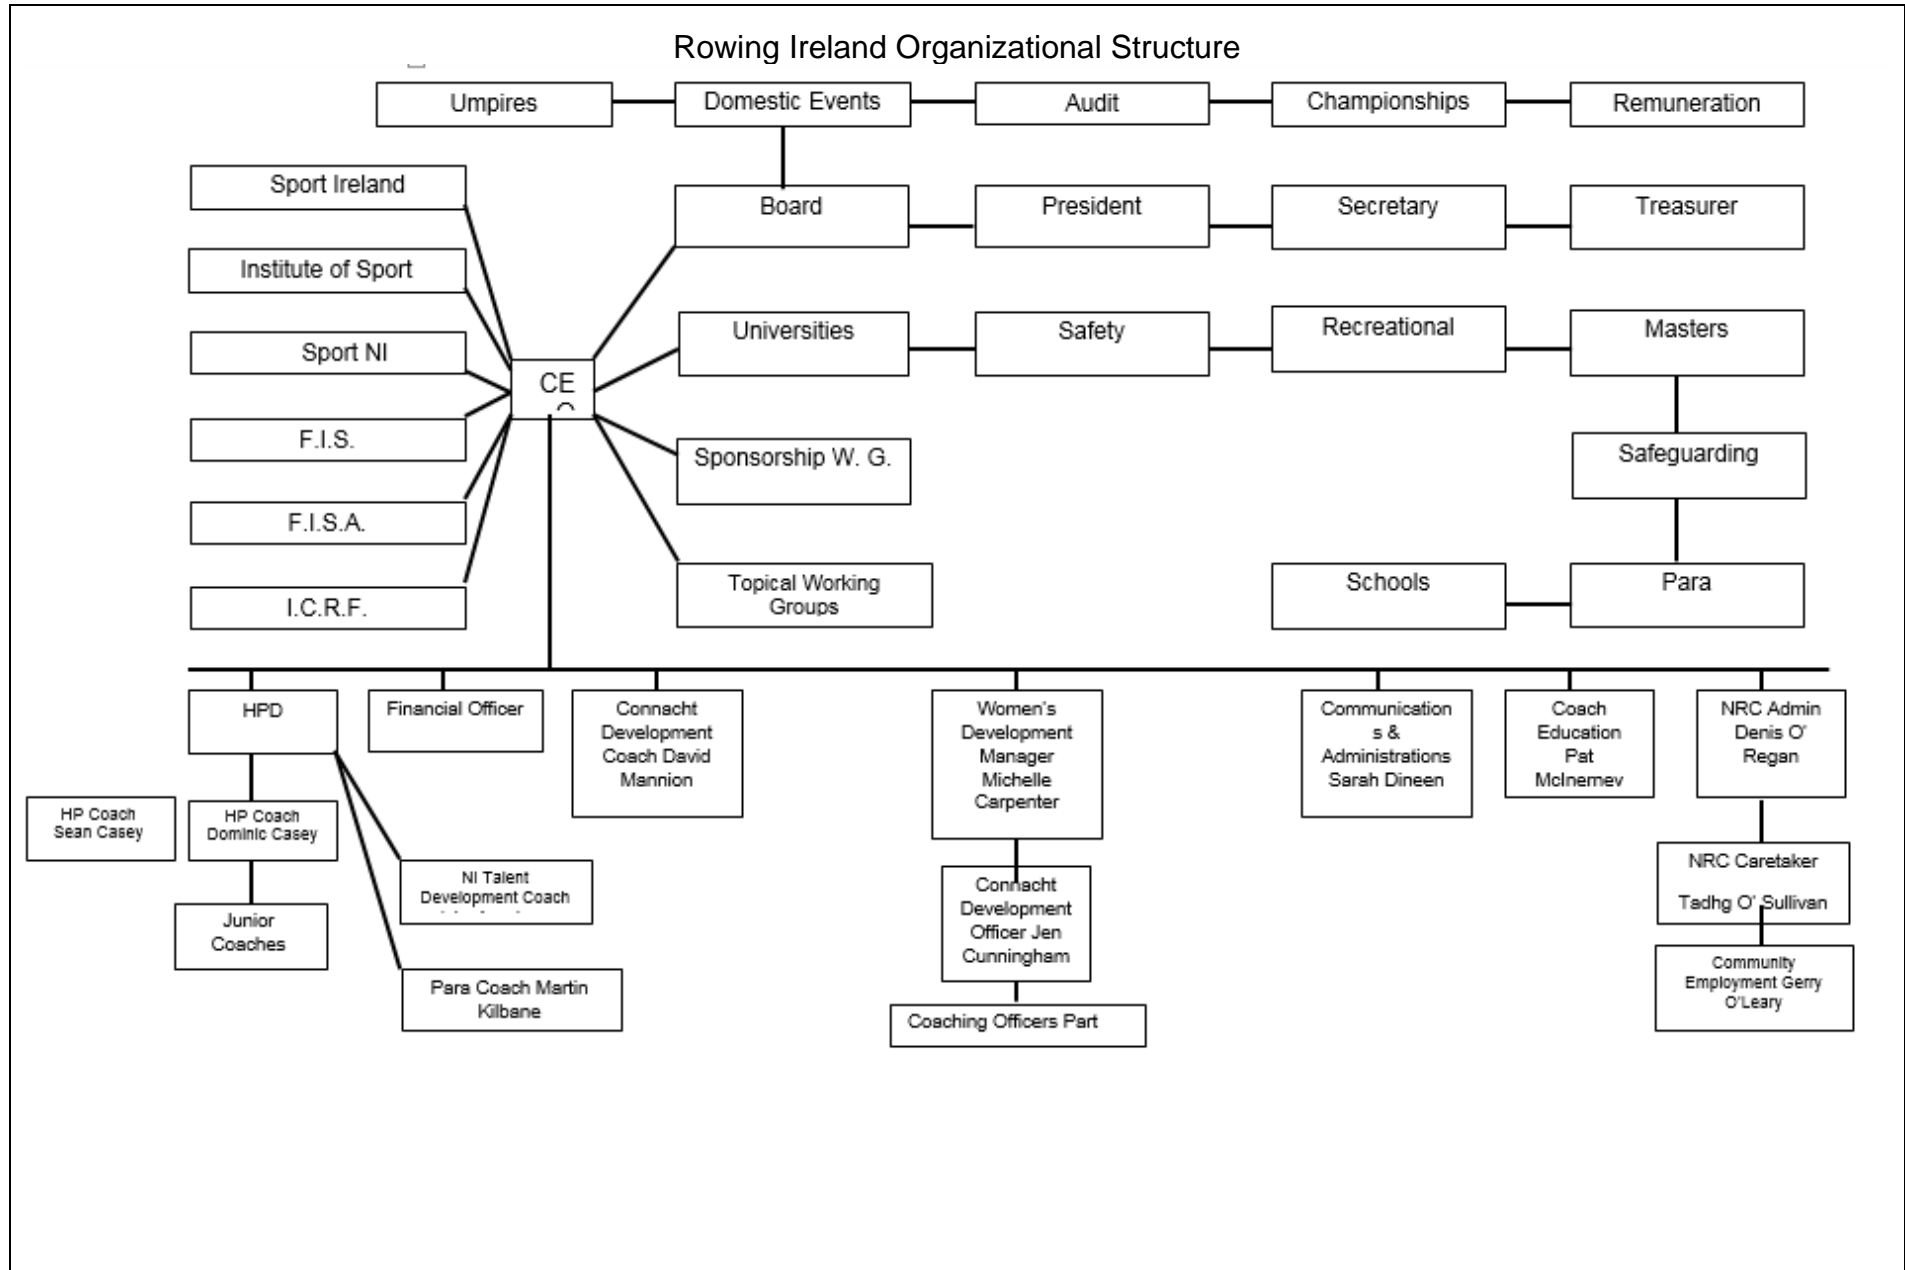 Rowing Ireland Organizational Structure
Umpires
Domestic Events
Audit
Championships
Remuneration
Sport Ireland
Board
President
Secretary
Treasurer
Institute of Sport
Universities
Safety
Recreational
Masters
Sport NI
CE
F.I.S.
Sponsorship W. G.
Safeguarding
F.I.S.A.
Topical Working
Groups
Schools
Para
I.C.R.F.
HPD
Financial Officer
Connacht
Development
Coach David
Mannion
Women's
Development
Manager
Michelle
Carpenter
Communication
s &
Administrations
Sarah Dineen
Coach
Education
Pat
McInerney
NRC Admin
Denis O'
Regan
HP Coach
Sean Casey
HP Coach
Dominic Casey
NI Talent
Development Coach
Junior
Coaches
Para Coach Martin
Kilbane
Connacht
Development
Officer Jen
Cunningham
Coaching Officers Part
NRC Caretaker
Tadhg O' Sullivan
Community
Employment Gerry
O'Leary